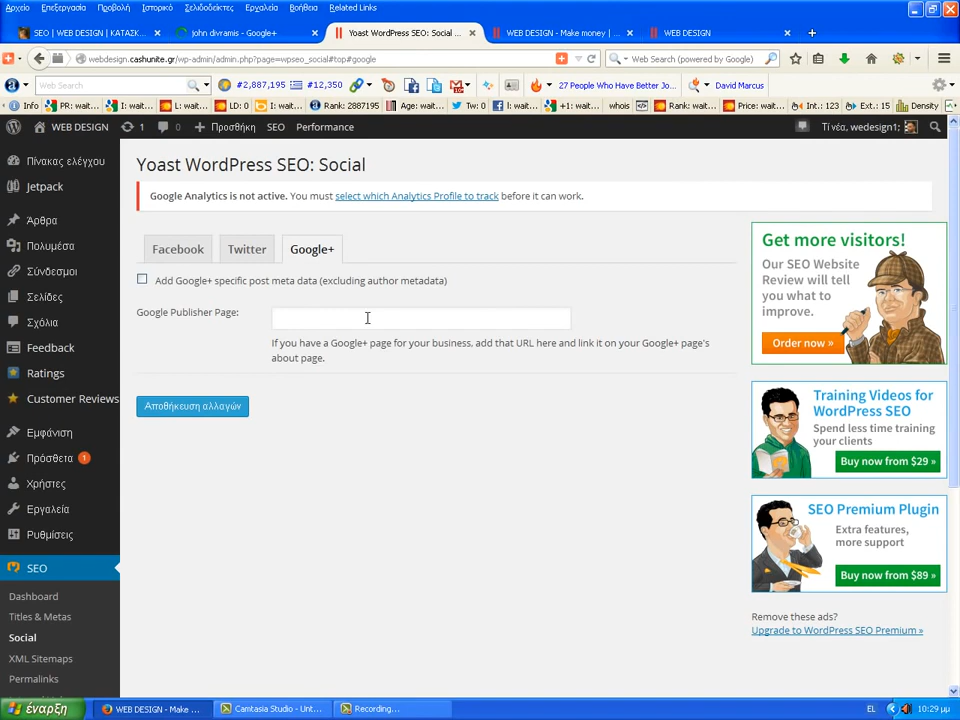 Αρχείο Επεξεργασία Προβολή Ιστορικό Σελιδοδείκτες Εργαλεία Βοήθεια Related Links
SEO | WEB DESIGN | ΚΑΤΑΣΚ...
John divramis - Google+
Yoast WordPress SEO: Social ...
WEB DESIGN - Make money | ...
WEB DESIGN
webdesign.cashunite.gr/wp-admin/admin.php?page=wpseo_social#top#google
Web Search (powered by Google)
Web Search
#2,887,195
#12,350
27 People Who Have Better Jo...
David Marcus
Info PR: wait... I: wait... L: wait... LD: 0 I: wait... Rank: 2887195 Age: wait... Tw: 0 l: wait... +1: wait... whois Rank: wait... Price: wait... Int.: 123 Ext.: 15 Density
WEB DESIGN 1 0 Προσθήκη SEO Performance
Τί νέα, wedesign1;
Πίνακας ελέγχου
Jetpack
Άρθρα
Πολυμέσα
Σύνδεσμοι
Σελίδες
Σχόλια
Feedback
Ratings
Customer Reviews
Εμφάνιση
Πρόσθετα 1
Χρήστες
Εργαλεία
Ρυθμίσεις
SEO
Dashboard
Titles & Metas
Social
XML Sitemaps
Permalinks
Yoast WordPress SEO: Social
Google Analytics is not active. You must select which Analytics Profile to track before it can work.
Facebook Twitter Google+
Add Google+ specific post meta data (excluding author metadata)
Google Publisher Page:
If you have a Google+ page for your business, add that URL here and link it on your Google+ page's
about page.
Αποθήκευση αλλαγών
Get more visitors!
Our SEO Website
Review will tell
you what to
improve.
Order now »
Training Videos for
WordPress SEO
Spend less time training
your clients
Buy now from $29 »
SEO Premium Plugin
Extra features,
more support
Buy now from $89 »
Remove these ads?
Upgrade to WordPress SEO Premium »
έναρξη
WEB DESIGN - Make ...
Camtasia Studio - Unt...
Recording...
EL
10:29 μμ